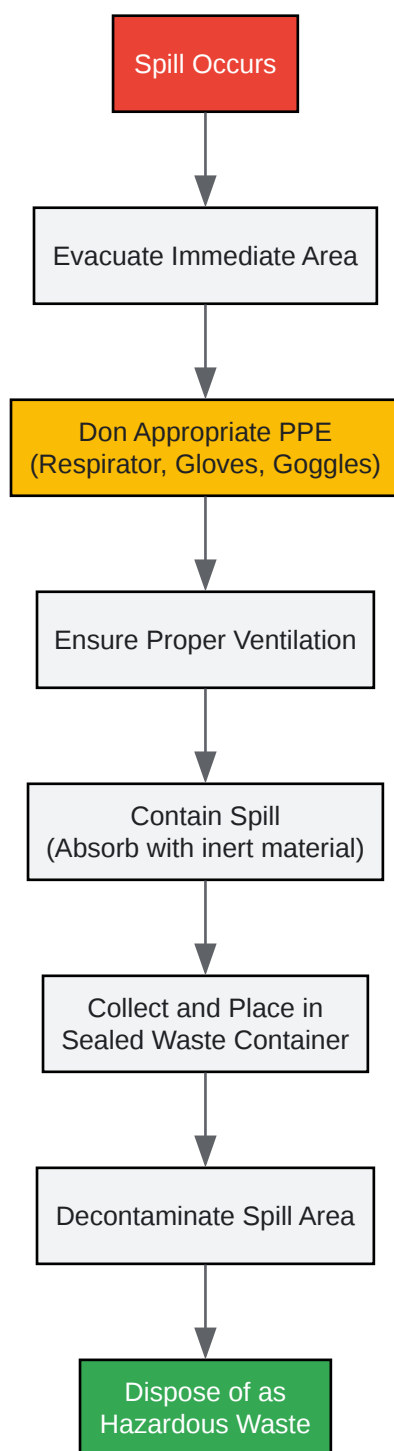 Spill Occurs
Evacuate Immediate Area
Don Appropriate PPE
(Respirator, Gloves, Goggles)
Ensure Proper Ventilation
Contain Spill
(Absorb with inert material)
Collect and Place in
Sealed Waste Container
Decontaminate Spill Area
Dispose of as
Hazardous Waste